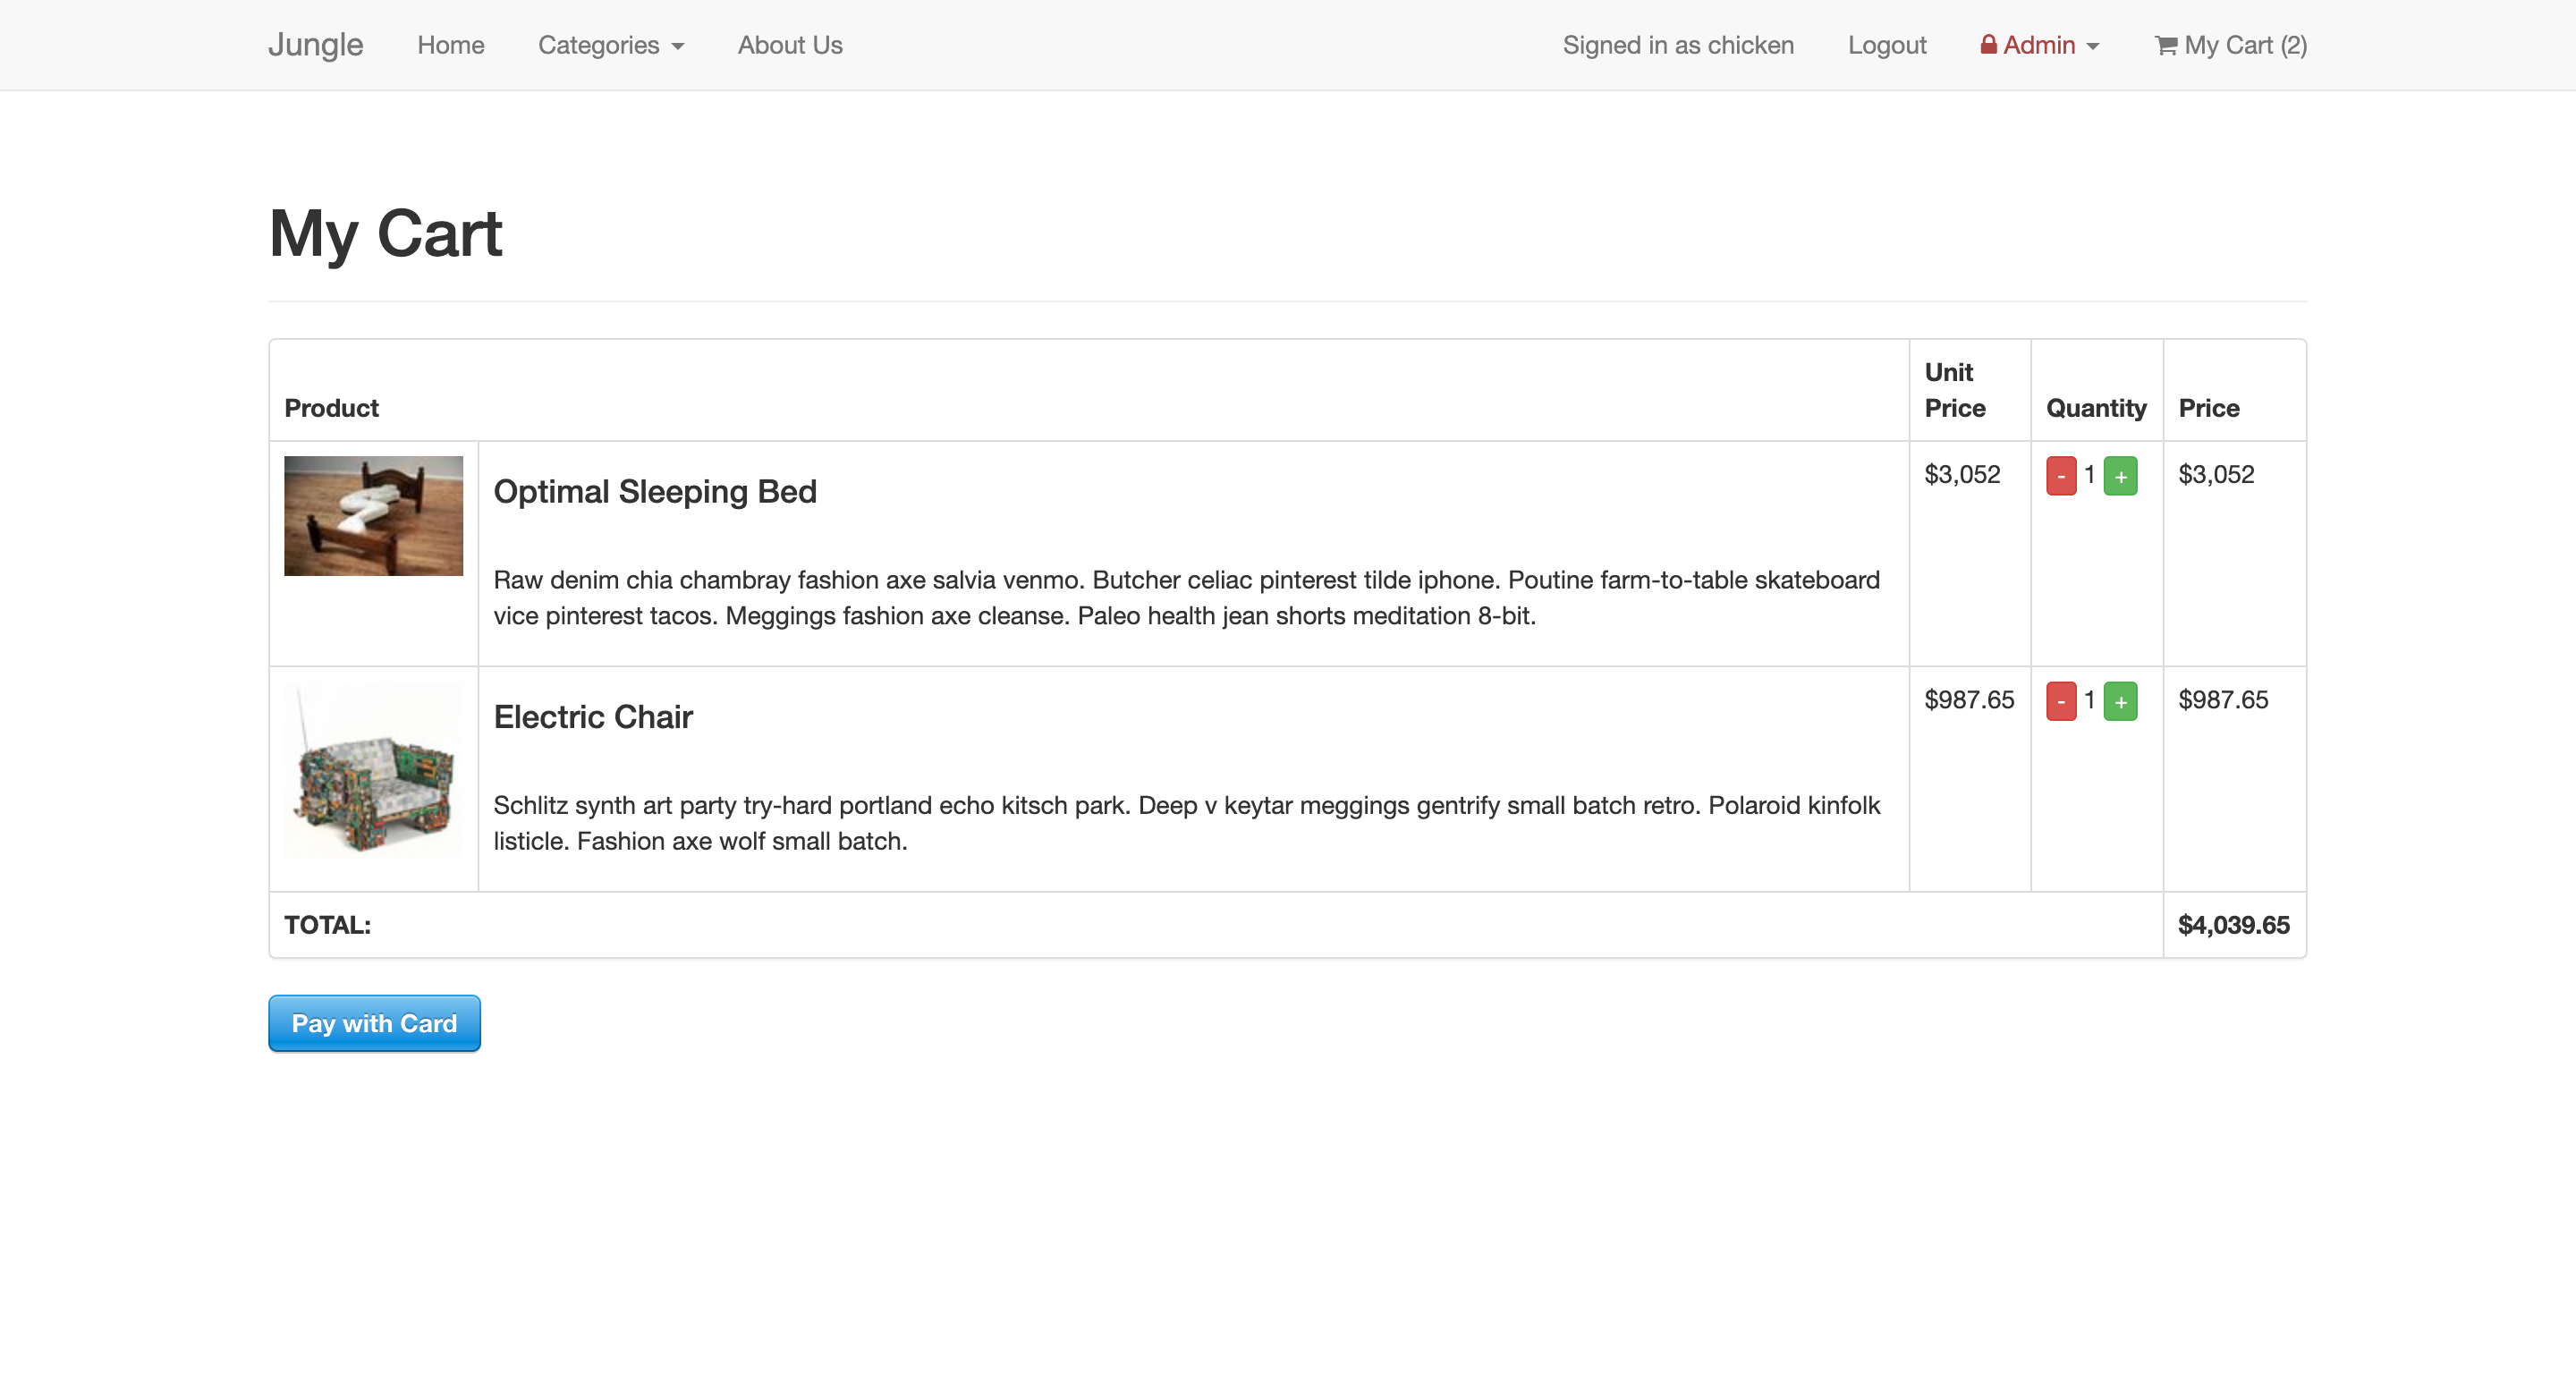 Jungle Home Categories About Us Signed in as chicken Logout Admin My Cart (2)
My Cart
Product Unit Price Quantity Price
Optimal Sleeping Bed $3,052 - 1 + $3,052
Raw denim chia chambray fashion axe salvia venmo. Butcher celiac pinterest tilde iphone. Poutine farm-to-table skateboard
vice pinterest tacos. Meggings fashion axe cleanse. Paleo health jean shorts meditation 8-bit.
Electric Chair $987.65 - 1 + $987.65
Schlitz synth art party try-hard portland echo kitsch park. Deep v keytar meggings gentrify small batch retro. Polaroid kinfolk
listicle. Fashion axe wolf small batch.
TOTAL: $4,039.65
Pay with Card